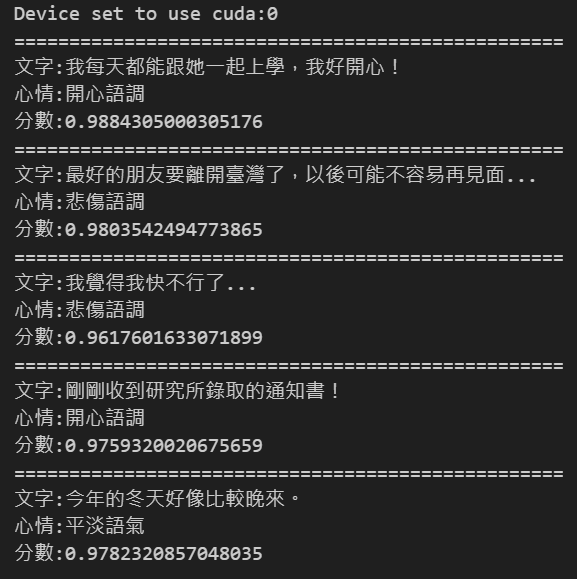 Device set to use cuda:0
==================================================
文字:我每天都能跟她一起上學，我好開心！
心情:開心語調
分數:0.9884305000305176
==================================================
文字:最好的朋友要離開臺灣了，以後可能不容易再見面...
心情:悲傷語調
分數:0.9803542494773865
==================================================
文字:我覺得我快不行了...
心情:悲傷語調
分數:0.9617601633071899
==================================================
文字:剛剛收到研究所錄取的通知書！
心情:開心語調
分數:0.9759320020675659
==================================================
文字:今年的冬天好像比較晚來。
心情:平淡語氣
分數:0.9782320857048035